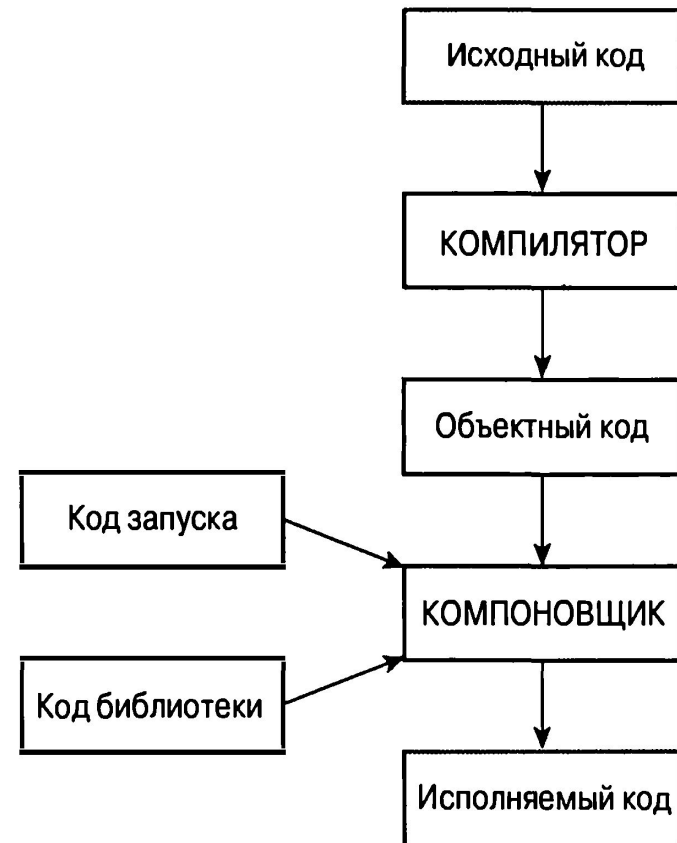 Исходный код
КОМПИЛЯТОР
Объектный код
Код запуска
КОМПОНОВЩИК
Код библиотеки
Исполняемый код